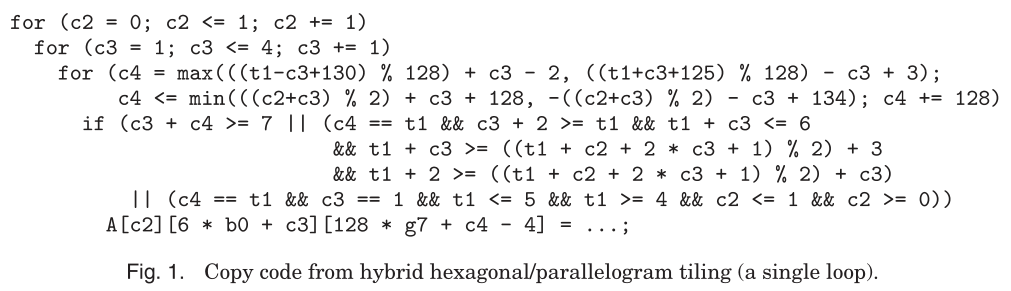 for (c2 = 0; c2 <= 1; c2 += 1)
  for (c3 = 1; c3 <= 4; c3 += 1)
    for (c4 = max(((t1-c3+130) % 128) + c3 - 2, ((t1+c3+125) % 128) - c3 + 3);
         c4 <= min(((c2+c3) % 2) + c3 + 128, -((c2+c3) % 2) - c3 + 134); c4 += 128)
      if (c3 + c4 >= 7 || (c4 == t1 && c3 + 2 >= t1 && t1 + c3 <= 6
                           && t1 + c3 >= ((t1 + c2 + 2 * c3 + 1) % 2) + 3
                           && t1 + 2 >= ((t1 + c2 + 2 * c3 + 1) % 2) + c3)
          || (c4 == t1 && c3 == 1 && t1 <= 5 && t1 >= 4 && c2 <= 1 && c2 >= 0))
        A[c2][6 * b0 + c3][128 * g7 + c4 - 4] = ...;
Fig. 1. Copy code from hybrid hexagonal/parallelogram tiling (a single loop).